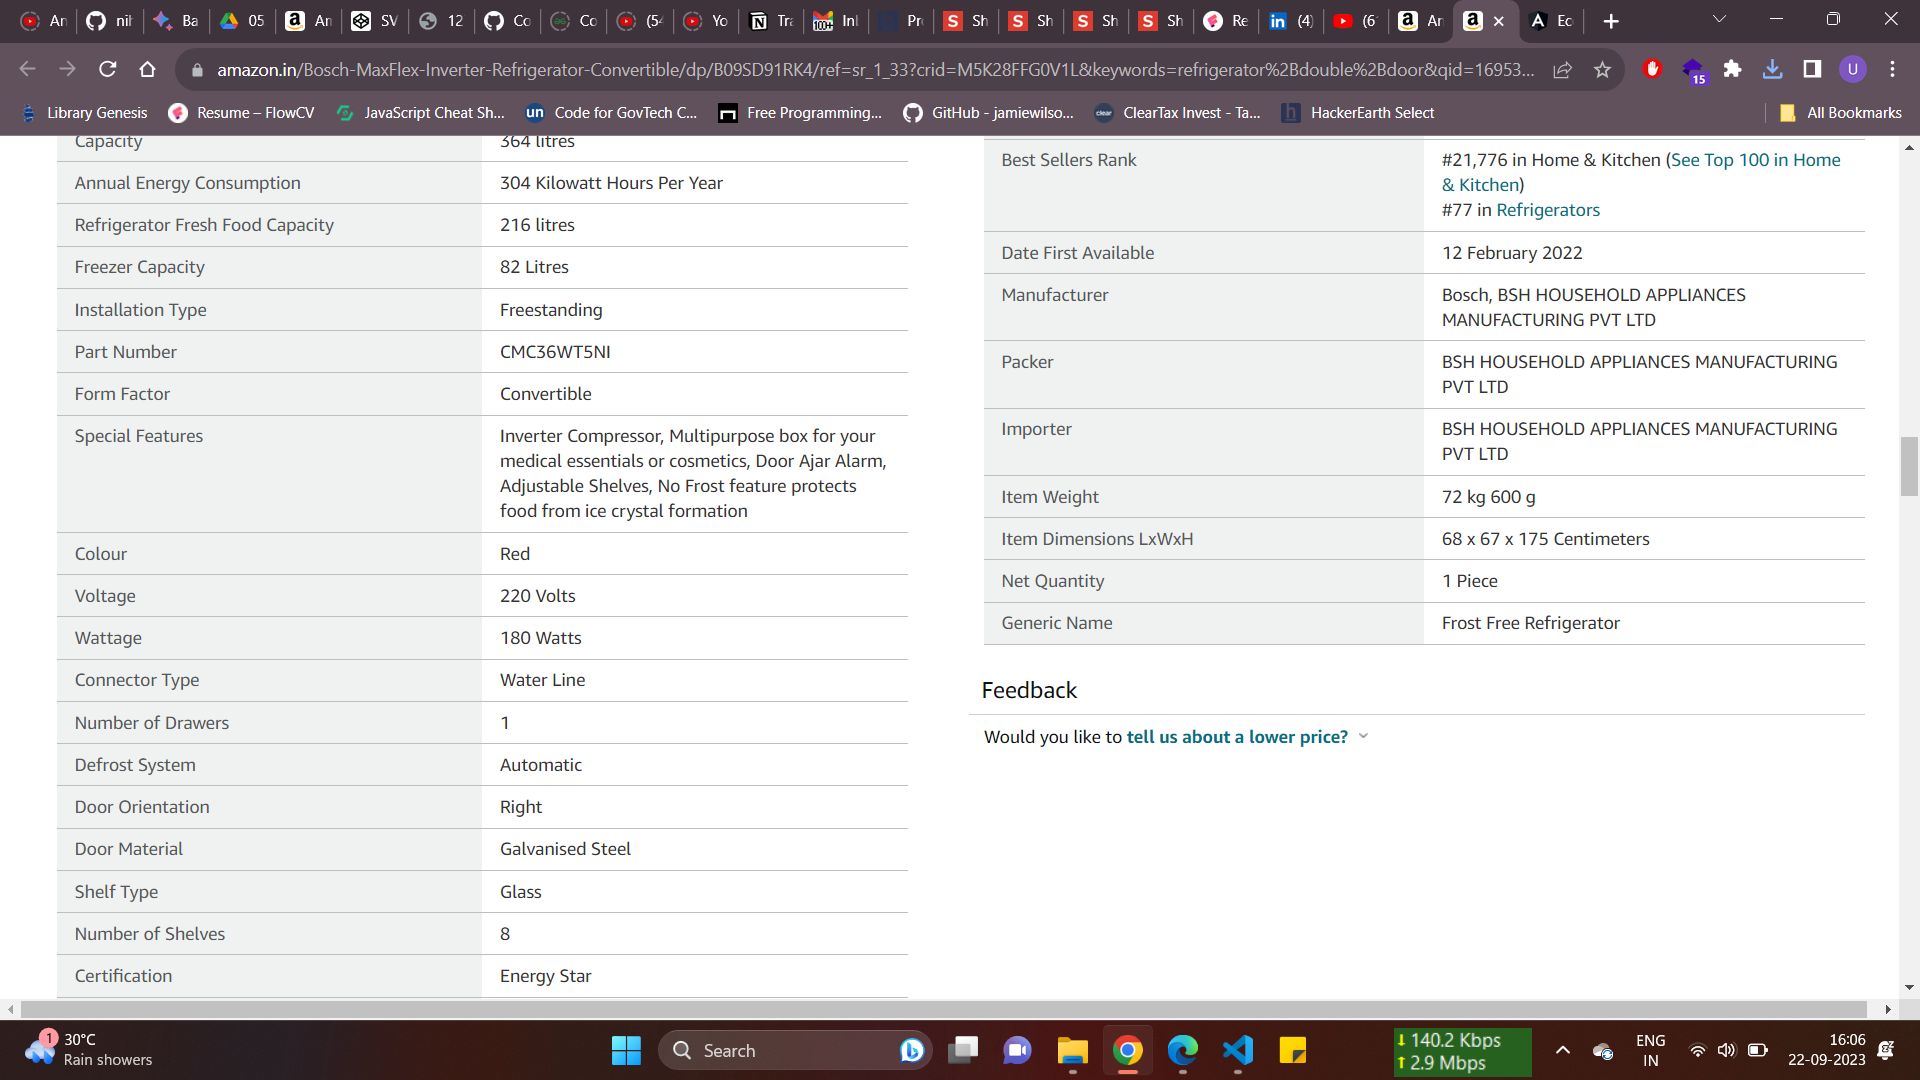 An
nih
Ba
05
An
SV
12
Co
Co
(54
Yo
Tra
Inb
Pro
Sh
Sh
Sh
Sh
Re
(4)
(6
An
Ec
amazon.in/Bosch-MaxFlex-Inverter-Refrigerator-Convertible/dp/B09SD91RK4/ref=sr_1_33?crid=M5K28FFG0V1L&keywords=refrigerator%2Bdouble%2Bdoor&qid=16953...
15
U
Library Genesis
Resume – FlowCV
JavaScript Cheat Sh...
un
Code for GovTech C...
Free Programming...
GitHub - jamiewilso...
clear
ClearTax Invest - Ta...
h
HackerEarth Select
All Bookmarks
Capacity 364 litres
Annual Energy Consumption 304 Kilowatt Hours Per Year
Refrigerator Fresh Food Capacity 216 litres
Freezer Capacity 82 Litres
Installation Type Freestanding
Part Number CMC36WT5NI
Form Factor Convertible
Special Features Inverter Compressor, Multipurpose box for your
medical essentials or cosmetics, Door Ajar Alarm,
Adjustable Shelves, No Frost feature protects
food from ice crystal formation
Colour Red
Voltage 220 Volts
Wattage 180 Watts
Connector Type Water Line
Number of Drawers 1
Defrost System Automatic
Door Orientation Right
Door Material Galvanised Steel
Shelf Type Glass
Number of Shelves 8
Certification Energy Star
Best Sellers Rank #21,776 in Home & Kitchen (See Top 100 in Home
& Kitchen)
#77 in Refrigerators
Date First Available 12 February 2022
Manufacturer Bosch, BSH HOUSEHOLD APPLIANCES
MANUFACTURING PVT LTD
Packer BSH HOUSEHOLD APPLIANCES MANUFACTURING
PVT LTD
Importer BSH HOUSEHOLD APPLIANCES MANUFACTURING
PVT LTD
Item Weight 72 kg 600 g
Item Dimensions LxWxH 68 x 67 x 175 Centimeters
Net Quantity 1 Piece
Generic Name Frost Free Refrigerator
Feedback
Would you like to tell us about a lower price?
1
30°C
Rain showers
Search
140.2 Kbps
2.9 Mbps
ENG
IN
16:06
22-09-2023